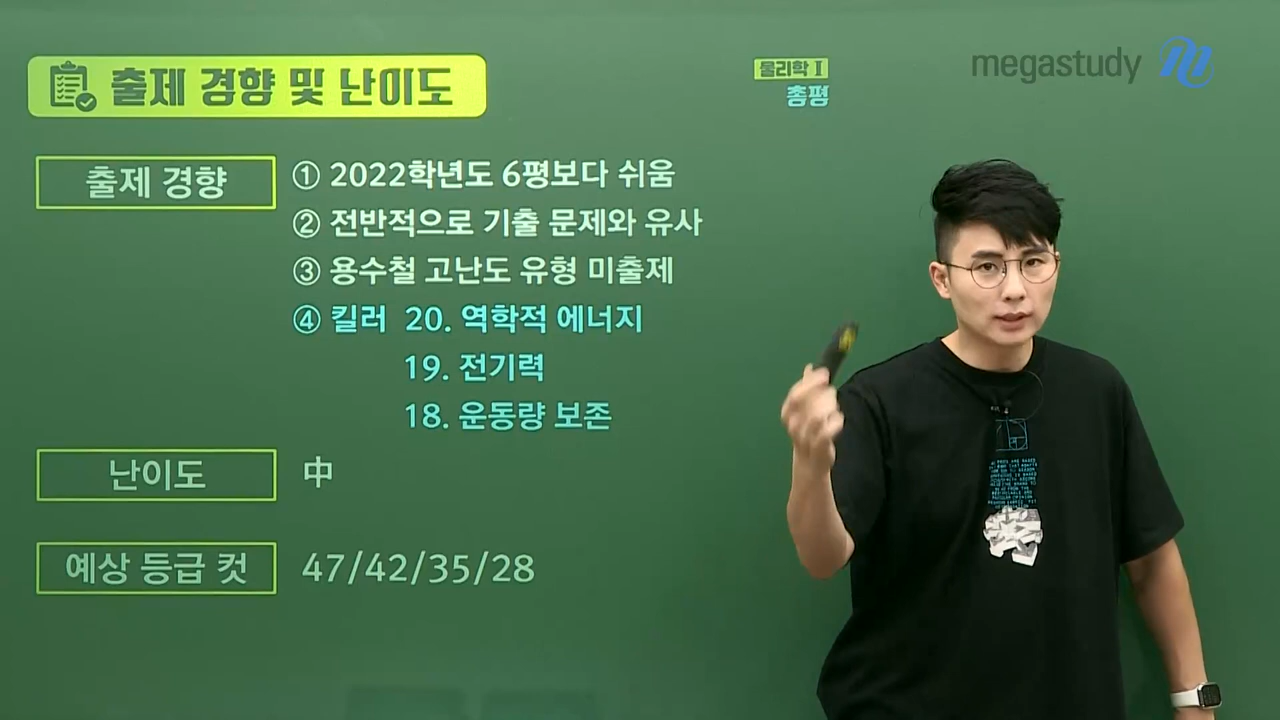 출제 경향 및 난이도
물리학 I
총평
megastudy
출제 경향
① 2022학년도 6평보다 쉬움
② 전반적으로 기출 문제와 유사
③ 용수철 고난도 유형 미출제
④ 킬러 20. 역학적 에너지
19. 전기력
18. 운동량 보존
난이도
中
예상 등급 컷
47/42/35/28